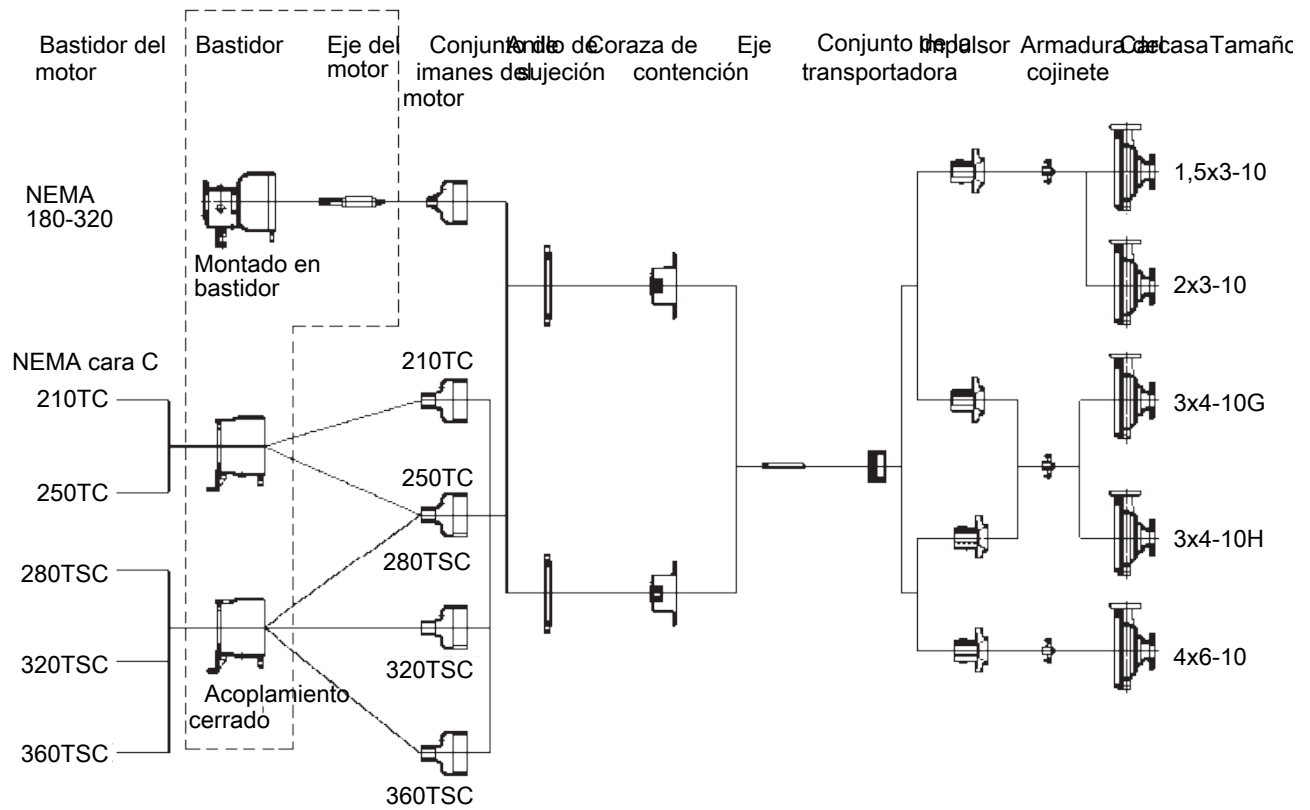 Bastidor del
motor
Bastidor
Eje del
motor
Conjunto de
imanes del
motor
Anillo de
sujeción
Coraza de
contención
Eje
Conjunto de la
transportadora
Impulsor
Armadura del
cojinete
Carcasa
Tamaño
NEMA
180-320
Montado en
bastidor
1,5x3-10
2x3-10
NEMA cara C
210TC
210TC
3x4-10G
250TC
250TC
280TSC
280TSC
3x4-10H
320TSC
320TSC
4x6-10
Acoplamiento
cerrado
360TSC
360TSC